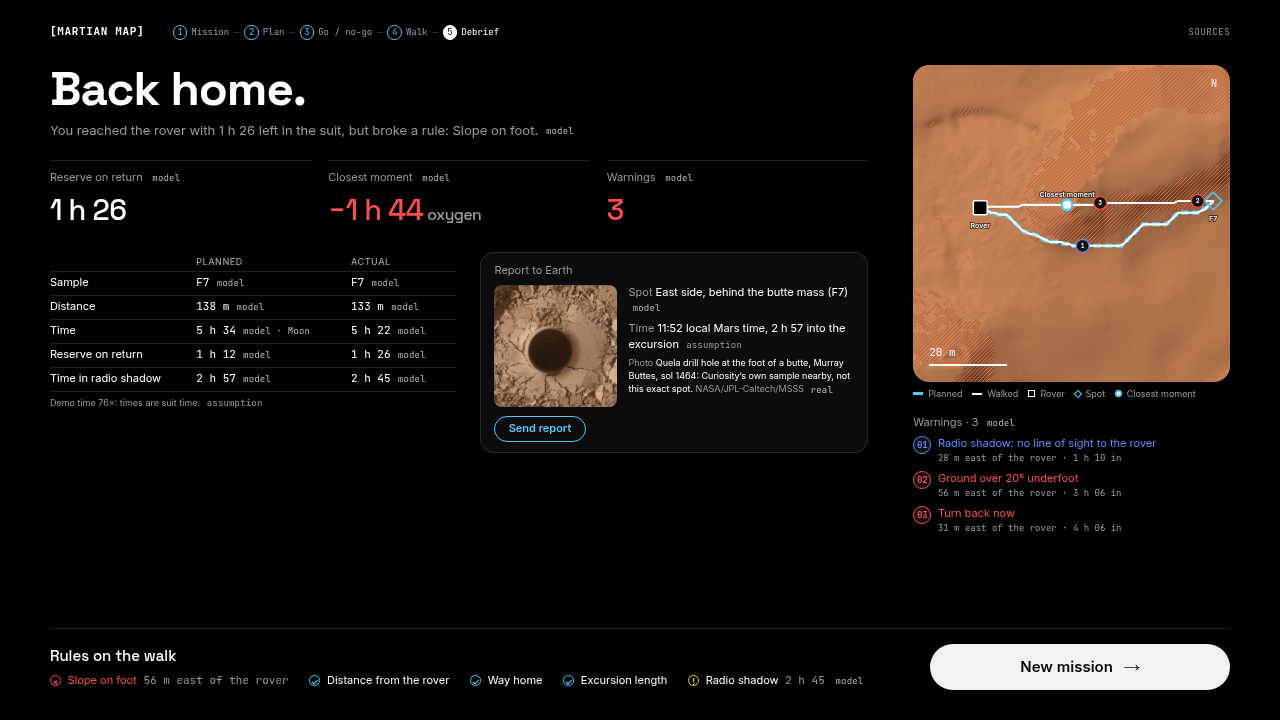 [MARTIAN MAP] 1 Mission – 2 Plan – 3 Go / no-go – 4 Walk – 5 Debrief SOURCES
Back home.
You reached the rover with 1 h 26 left in the suit, but broke a rule: Slope on foot. model
Reserve on return model
1 h 26
Closest moment model
−1 h 44 oxygen
Warnings model
3
PLANNED ACTUAL
Sample F7 model F7 model
Distance 138 m model 133 m model
Time 5 h 34 model · Moon 5 h 22 model
Reserve on return 1 h 12 model 1 h 26 model
Time in radio shadow 2 h 57 model 2 h 45 model
Demo time 76×: times are suit time. assumption
Report to Earth
Spot East side, behind the butte mass (F7)
model
Time 11:52 local Mars time, 2 h 57 into the
excursion assumption
Photo Quela drill hole at the foot of a butte, Murray
Buttes, sol 1464: Curiosity's own sample nearby, not
this exact spot. NASA/JPL-Caltech/MSSS real
Send report
N
Closest moment
3
2
Rover
F7
1
20 m
Planned Walked Rover Spot Closest moment
Warnings · 3 model
01 Radio shadow: no line of sight to the rover
28 m east of the rover · 1 h 10 in
02 Ground over 20° underfoot
56 m east of the rover · 3 h 06 in
03 Turn back now
31 m east of the rover · 4 h 06 in
Rules on the walk
Slope on foot 56 m east of the rover Distance from the rover Way home Excursion length Radio shadow 2 h 45 model
New mission →